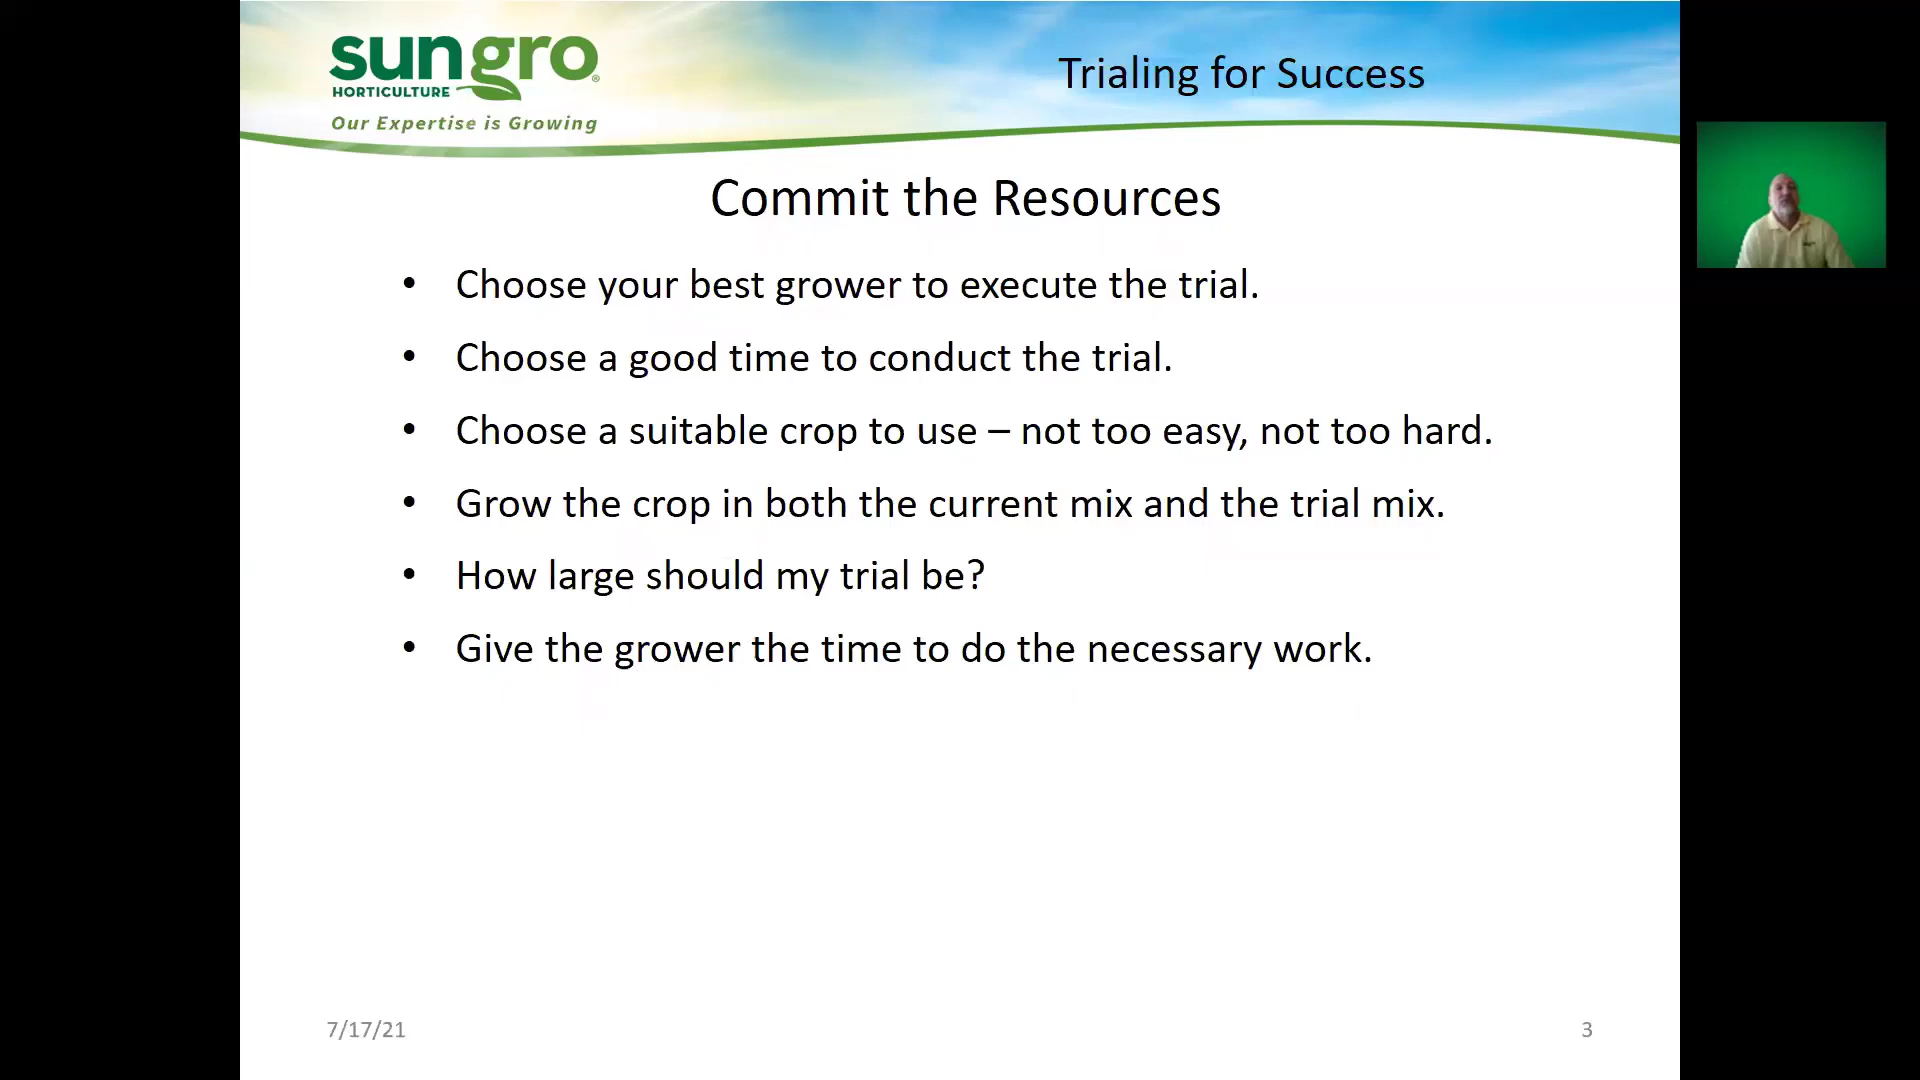 sungro
HORTICULTURE
Our Expertise is Growing
Trialing for Success
Commit the Resources
• Choose your best grower to execute the trial.
• Choose a good time to conduct the trial.
• Choose a suitable crop to use – not too easy, not too hard.
• Grow the crop in both the current mix and the trial mix.
• How large should my trial be?
• Give the grower the time to do the necessary work.
7/17/21
3